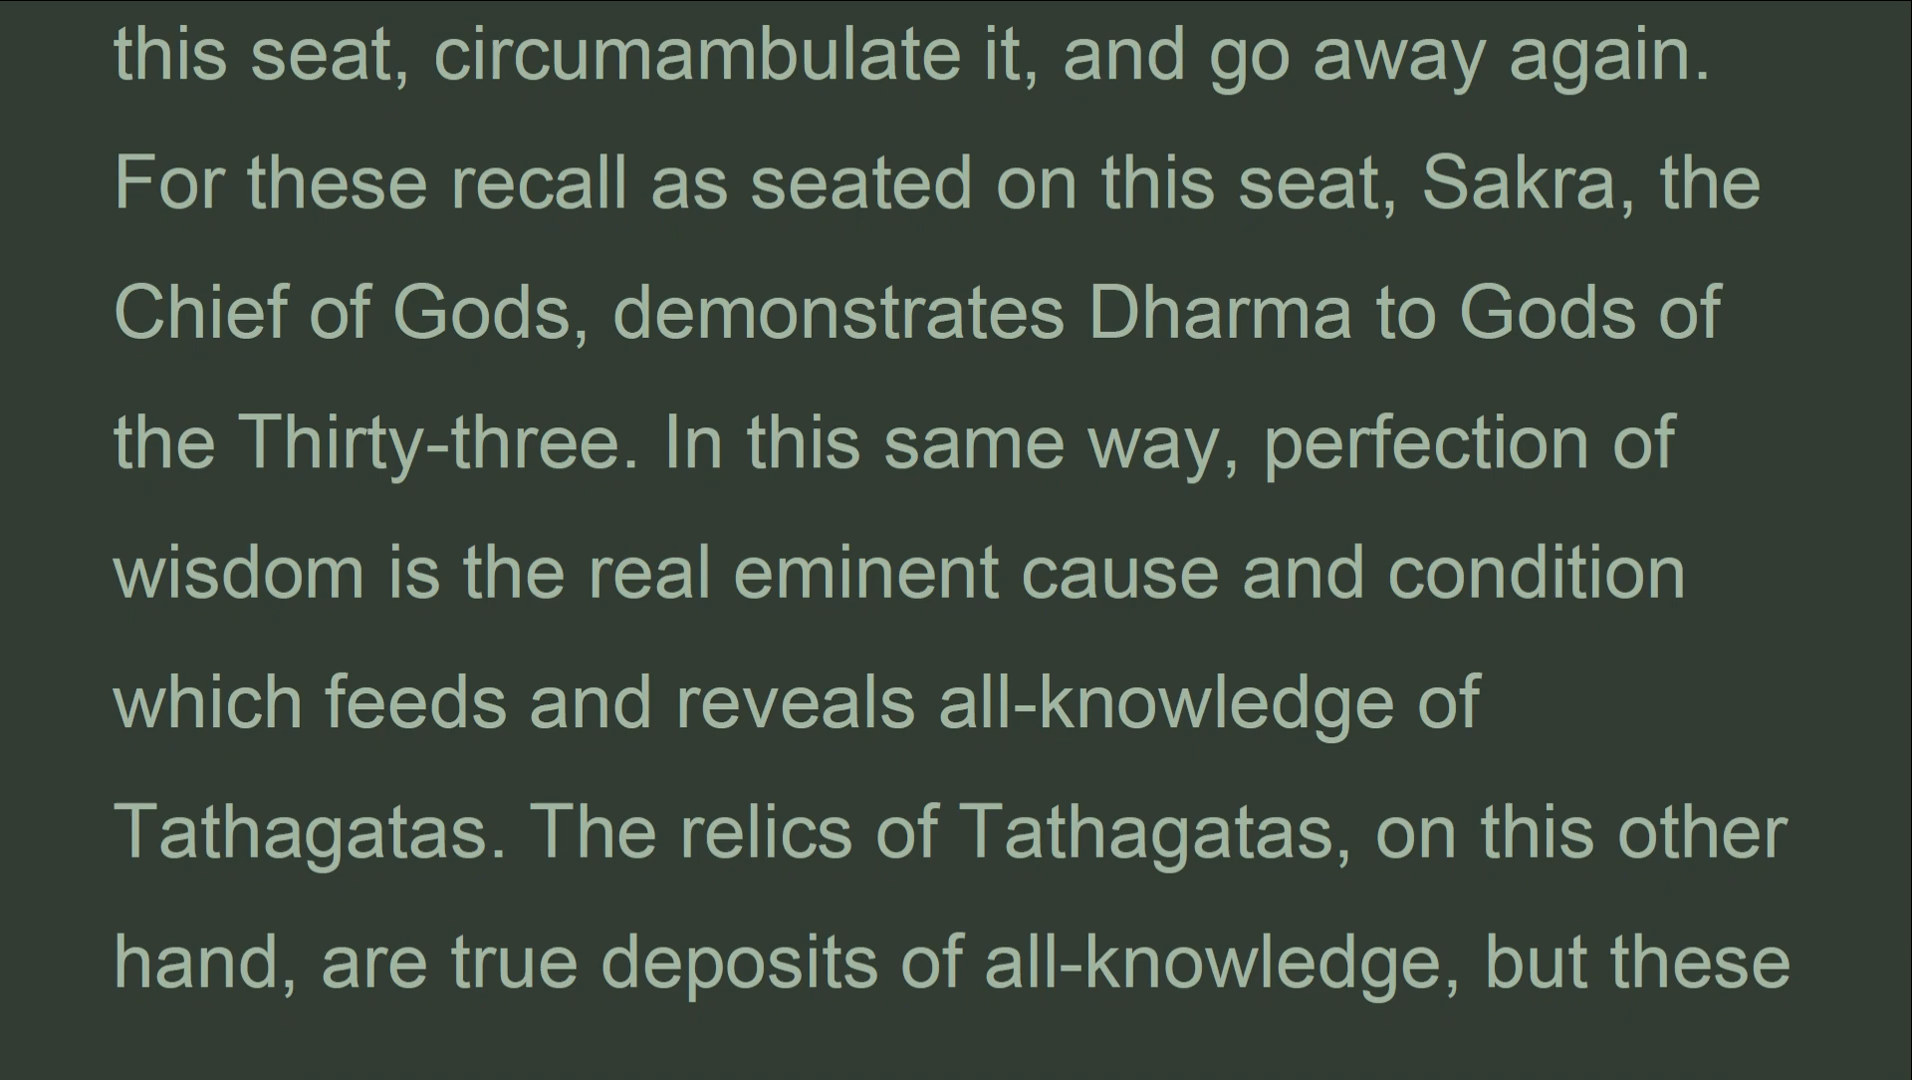 this seat, circumambulate it, and go away again.
For these recall as seated on this seat, Sakra, the
Chief of Gods, demonstrates Dharma to Gods of
the Thirty-three. In this same way, perfection of
wisdom is the real eminent cause and condition
which feeds and reveals all-knowledge of
Tathagatas. The relics of Tathagatas, on this other
hand, are true deposits of all-knowledge, but these